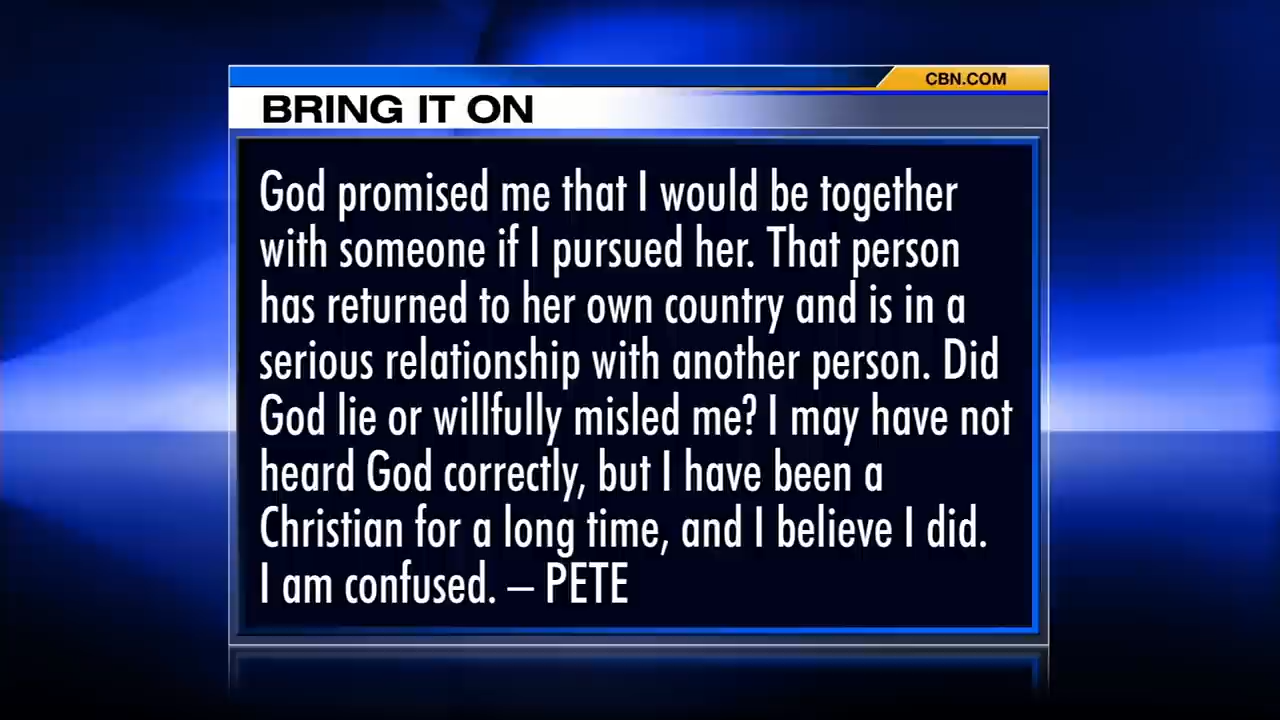 CBN.COM
BRING IT ON
God promised me that I would be together
with someone if I pursued her. That person
has returned to her own country and is in a
serious relationship with another person. Did
God lie or willfully misled me? I may have not
heard God correctly, but I have been a
Christian for a long time, and I believe I did.
I am confused. – PETE